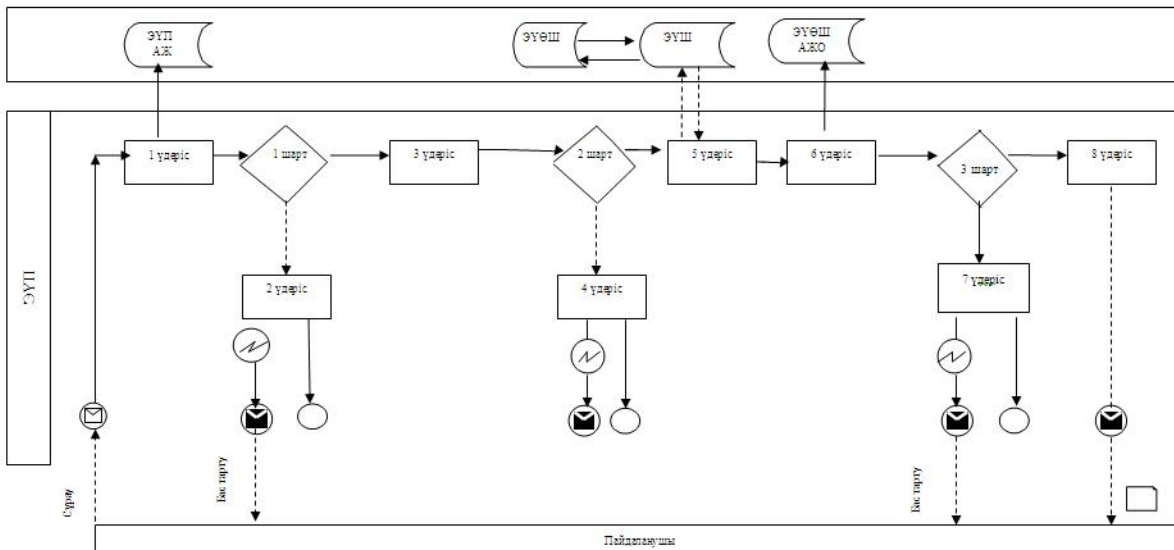 ЭҮП
АЖ
ЭҮӨШ
ЭҮШ
ЭҮӨШ
АЖО
1 үдеріс
1 шарт
3 үдеріс
2 шарт
5 үдеріс
6 үдеріс
3 шарт
8 үдеріс
2 үдеріс
4 үдеріс
7 үдеріс
Сұрау
Бас тарту
Бас тарту
Пайдаланушы